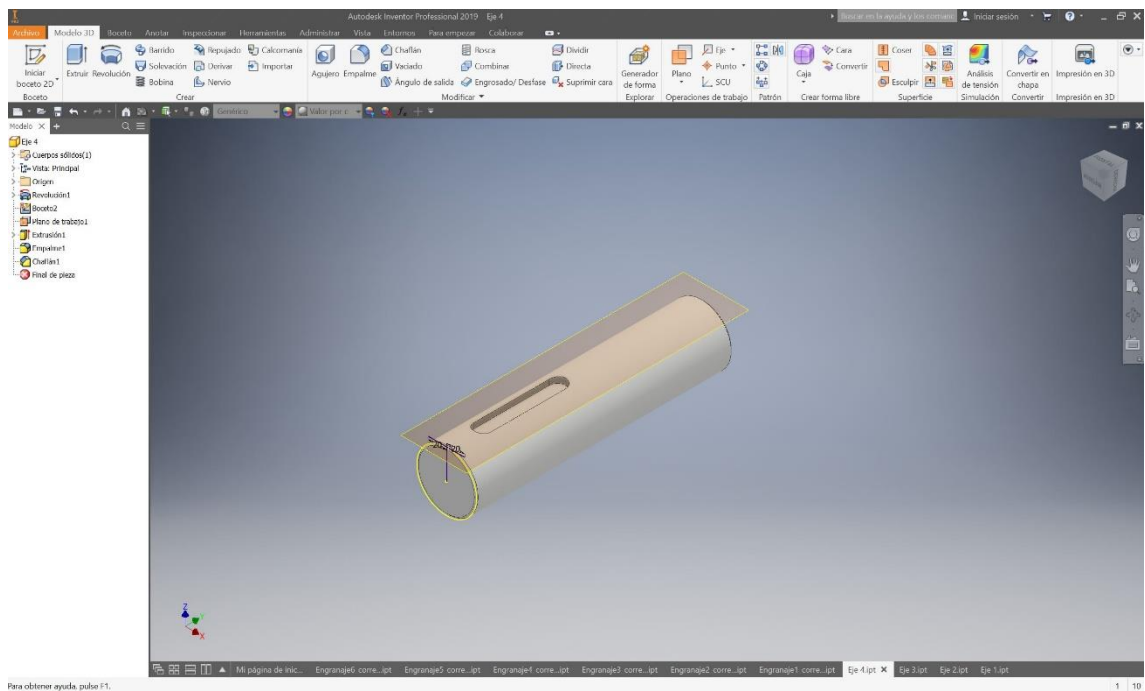 Autodesk Inventor Professional 2019 Eje 4
Iniciar sesión
Archivo Modelo 3D Boceto Anotar Inspeccionar Herramientas Administrar Vista Entornos Para empezar Colaborar
Iniciar boceto 2D
Extruir Revolución
Barrido Repujado Calcomanía
Solevación Derivar Importar
Bobina Nervio
Agujero Empalme
Chaflán Rosca Dividir
Vaciado Combinar Directa
Ángulo de salida Engrosado/ Desfase Suprimir cara
Generador de forma
Plano
Eje
Punto
SCU
Caja
Cara
Convertir
Coser
Esculpir
Análisis de tensión
Convertir en chapa
Impresión en 3D
Boceto Crear Modificar Explorar Operaciones de trabajo Patrón Crear forma libre Superficie Simulación Convertir Impresión en 3D
Genérico
Modelo
Eje 4
Cuerpos sólidos(1)
Vista: Principal
Origen
Revolución1
Boceto2
Plano de trabajo1
Extrusión1
Empalme1
Chaflán1
Final de pieza
Z
Y
X
Mi página de inic... Engranaje6 corre...ipt Engranaje5 corre...ipt Engranaje4 corre...ipt Engranaje3 corre...ipt Engranaje2 corre...ipt Engranaje1 corre...ipt Eje 4.ipt Eje 3.ipt Eje 2.ipt Eje 1.ipt
Para obtener ayuda, pulse F1.
1 10